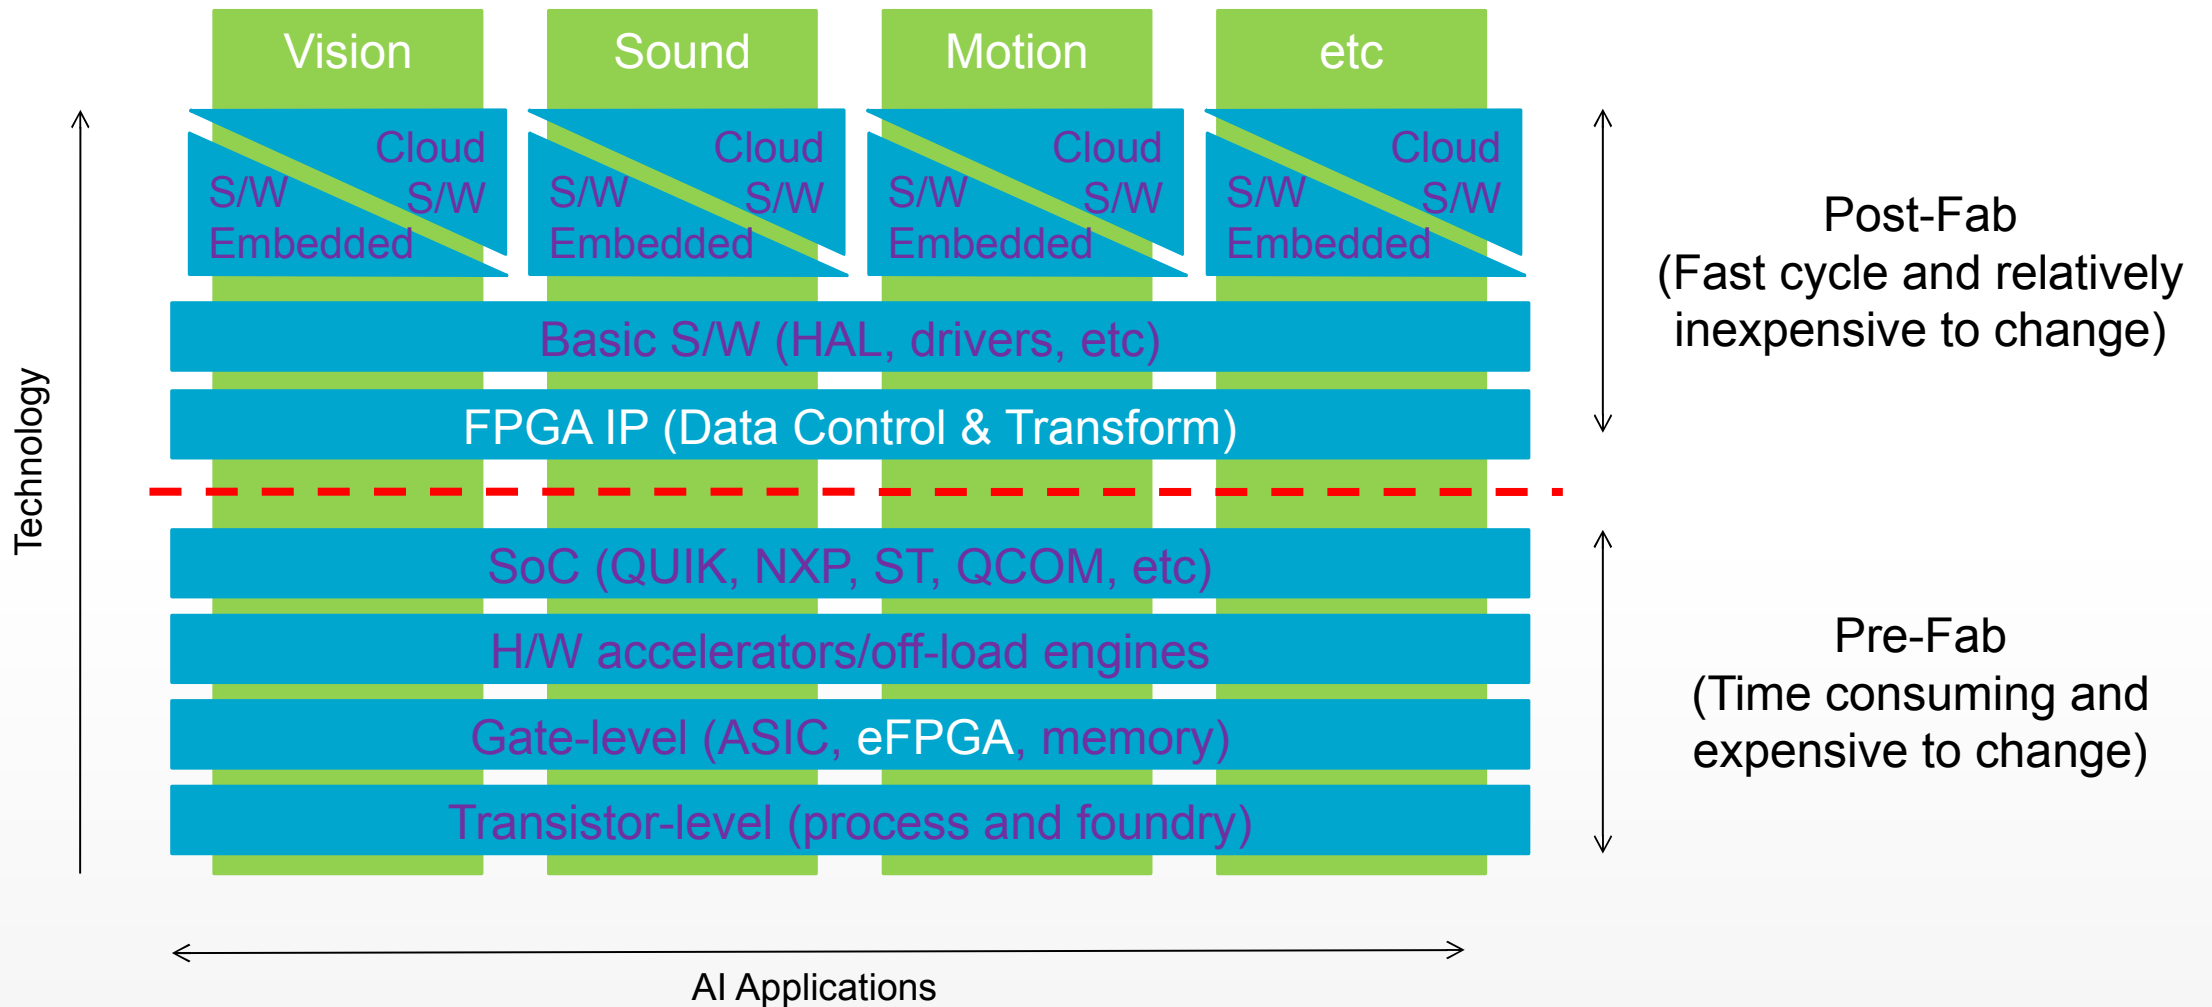 Vision
Sound
Motion
etc
Cloud
S/W
S/W
Embedded
Cloud
S/W
S/W
Embedded
Cloud
S/W
S/W
Embedded
Cloud
S/W
S/W
Embedded
Basic S/W (HAL, drivers, etc)
FPGA IP (Data Control & Transform)
SoC (QUIK, NXP, ST, QCOM, etc)
H/W accelerators/off-load engines
Gate-level (ASIC, eFPGA, memory)
Transistor-level (process and foundry)
Technology
AI Applications
Post-Fab
(Fast cycle and relatively
inexpensive to change)
Pre-Fab
(Time consuming and
expensive to change)